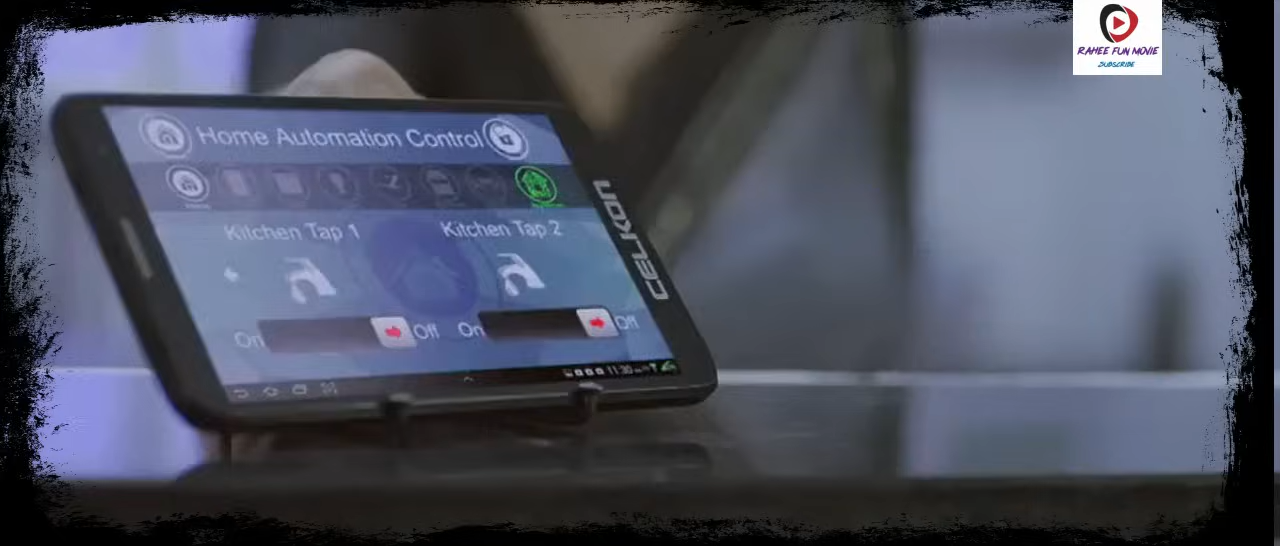 RAHEE FUN MOVIE
SUBSCRIBE
Home Automation Control
Kitchen Tap 1
Kitchen Tap 2
On
Off
On
Off
CELKON
11:30